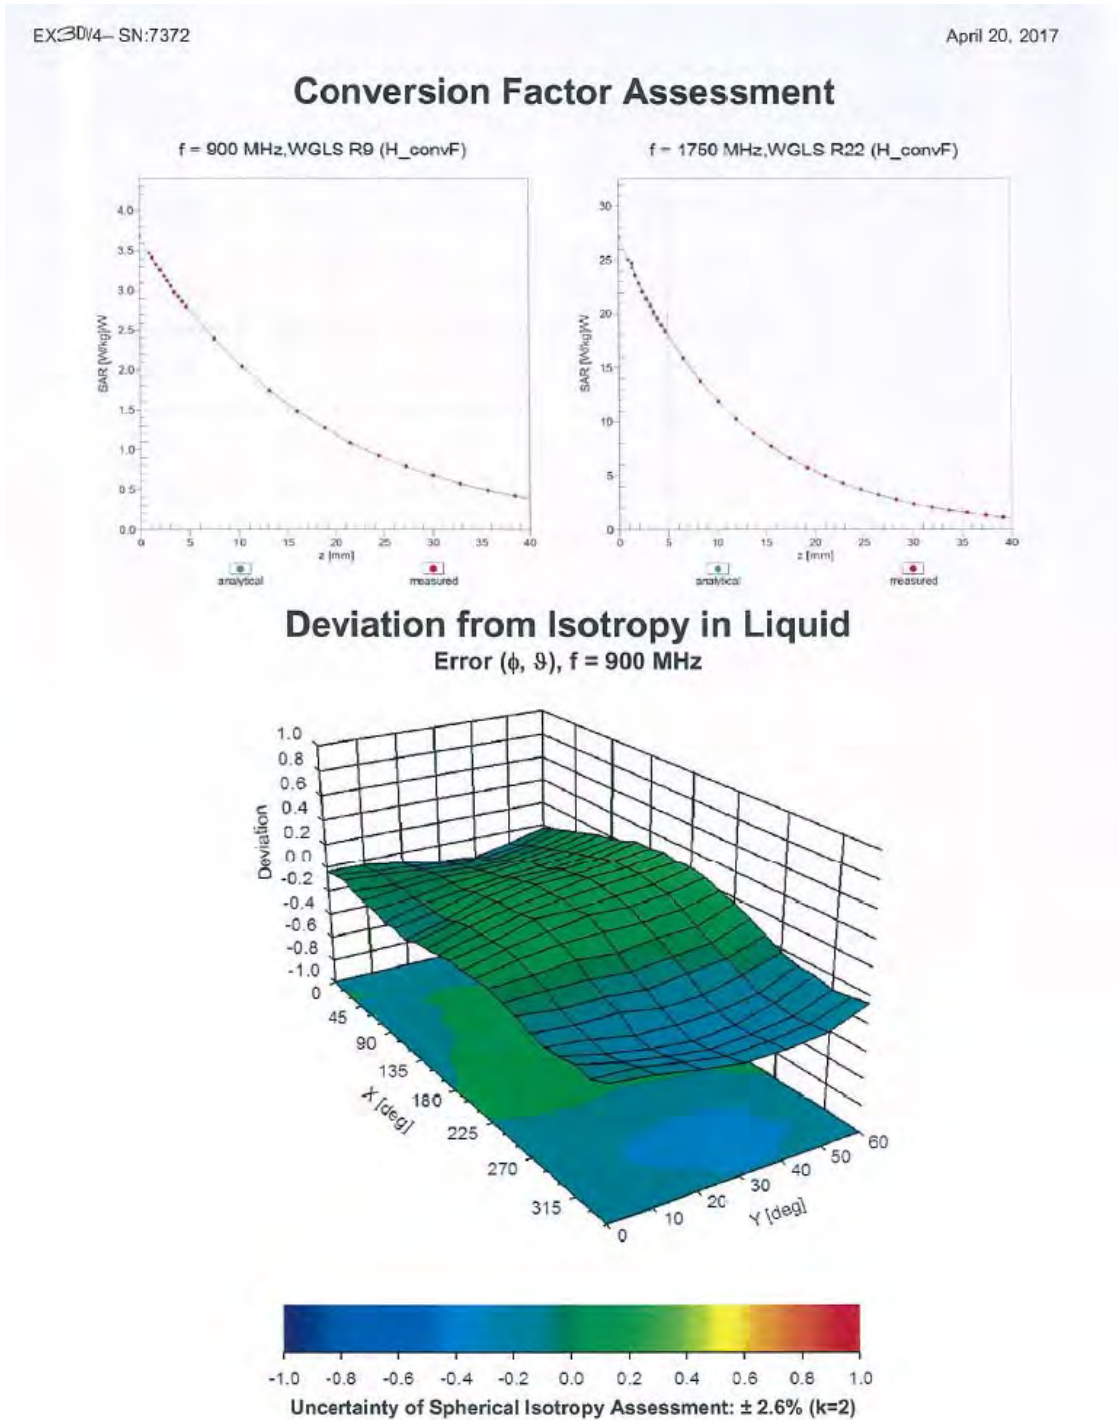 EX3DV4– SN:7372
April 20, 2017
Conversion Factor Assessment
f = 900 MHz,WGLS R9 (H_convF)
f = 1750 MHz,WGLS R22 (H_convF)
4.0
3.5
3.0
2.5
2.0
1.5
1.0
0.5
0.0
SAR [W/kg]/W
0 5 10 15 20 25 30 35 40
z [mm]
analytical
measured
30
25
20
15
10
5
0
SAR [W/kg]/W
0 5 10 15 20 25 30 35 40
z [mm]
analytical
measured
Deviation from Isotropy in Liquid
Error (ϕ, ϑ), f = 900 MHz
1.0
0.8
0.6
0.4
0.2
0.0
-0.2
-0.4
-0.6
-0.8
-1.0
Deviation
0
45
90
135
180
225
270
315
X [deg]
0 10 20 30 40 50 60
Y [deg]
-1.0 -0.8 -0.6 -0.4 -0.2 0.0 0.2 0.4 0.6 0.8 1.0
Uncertainty of Spherical Isotropy Assessment: ± 2.6% (k=2)